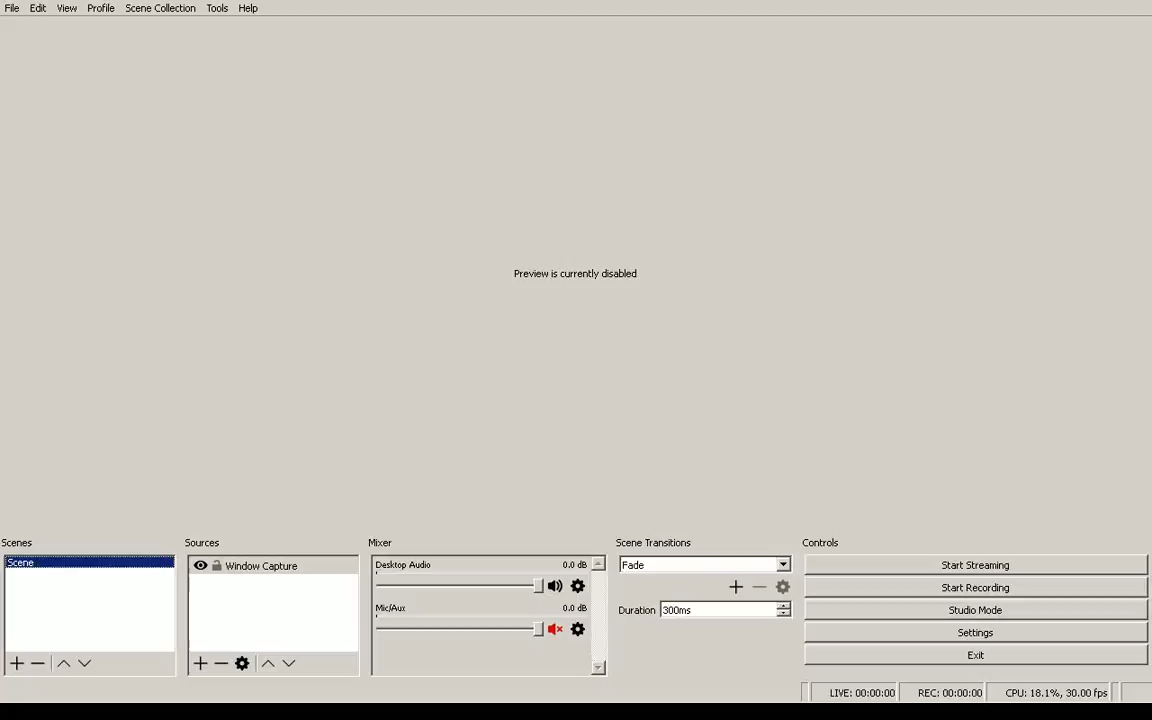 File Edit View Profile Scene Collection Tools Help
Preview is currently disabled
Scenes
Scene
Sources
Window Capture
Mixer
Desktop Audio 0.0 dB
Mic/Aux 0.0 dB
Scene Transitions
Fade
Duration 300ms
Controls
Start Streaming
Start Recording
Studio Mode
Settings
Exit
LIVE: 00:00:00 REC: 00:00:00 CPU: 18.1%, 30.00 fps